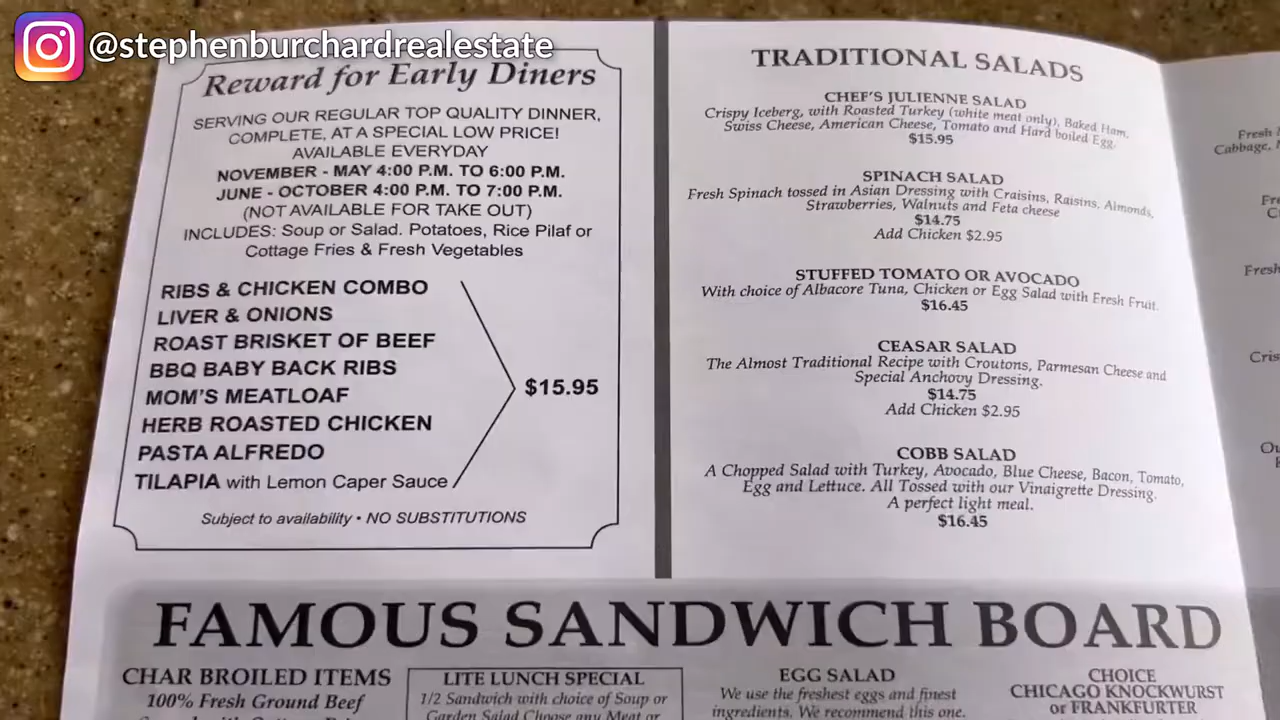 @stephenburchardrealestate
Reward for Early Diners
SERVING OUR REGULAR TOP QUALITY DINNER,
COMPLETE, AT A SPECIAL LOW PRICE!
AVAILABLE EVERYDAY
NOVEMBER - MAY 4:00 P.M. TO 6:00 P.M.
JUNE - OCTOBER 4:00 P.M. TO 7:00 P.M.
(NOT AVAILABLE FOR TAKE OUT)
INCLUDES: Soup or Salad. Potatoes, Rice Pilaf or
Cottage Fries & Fresh Vegetables
RIBS & CHICKEN COMBO
LIVER & ONIONS
ROAST BRISKET OF BEEF
BBQ BABY BACK RIBS
MOM'S MEATLOAF
HERB ROASTED CHICKEN
PASTA ALFREDO
TILAPIA with Lemon Caper Sauce
$15.95
Subject to availability • NO SUBSTITUTIONS
TRADITIONAL SALADS
CHEF'S JULIENNE SALAD
Crispy Iceberg, with Roasted Turkey (white meat only), Baked Ham,
Swiss Cheese, American Cheese, Tomato and Hard boiled Egg.
$15.95
SPINACH SALAD
Fresh Spinach tossed in Asian Dressing with Craisins, Raisins, Almonds,
Strawberries, Walnuts and Feta cheese
$14.75
Add Chicken $2.95
STUFFED TOMATO OR AVOCADO
With choice of Albacore Tuna, Chicken or Egg Salad with Fresh Fruit.
$16.45
CEASAR SALAD
The Almost Traditional Recipe with Croutons, Parmesan Cheese and
Special Anchovy Dressing.
$14.75
Add Chicken $2.95
COBB SALAD
A Chopped Salad with Turkey, Avocado, Blue Cheese, Bacon, Tomato,
Egg and Lettuce. All Tossed with our Vinaigrette Dressing.
A perfect light meal.
$16.45
Fresh
Cabbage,
Fresh
FAMOUS SANDWICH BOARD
CHAR BROILED ITEMS
100% Fresh Ground Beef
LITE LUNCH SPECIAL
1/2 Sandwich with choice of Soup or
Garden Salad Choose any Meat or
EGG SALAD
We use the freshest eggs and finest
ingredients. We recommend this one.
CHOICE
CHICAGO KNOCKWURST
or FRANKFURTER